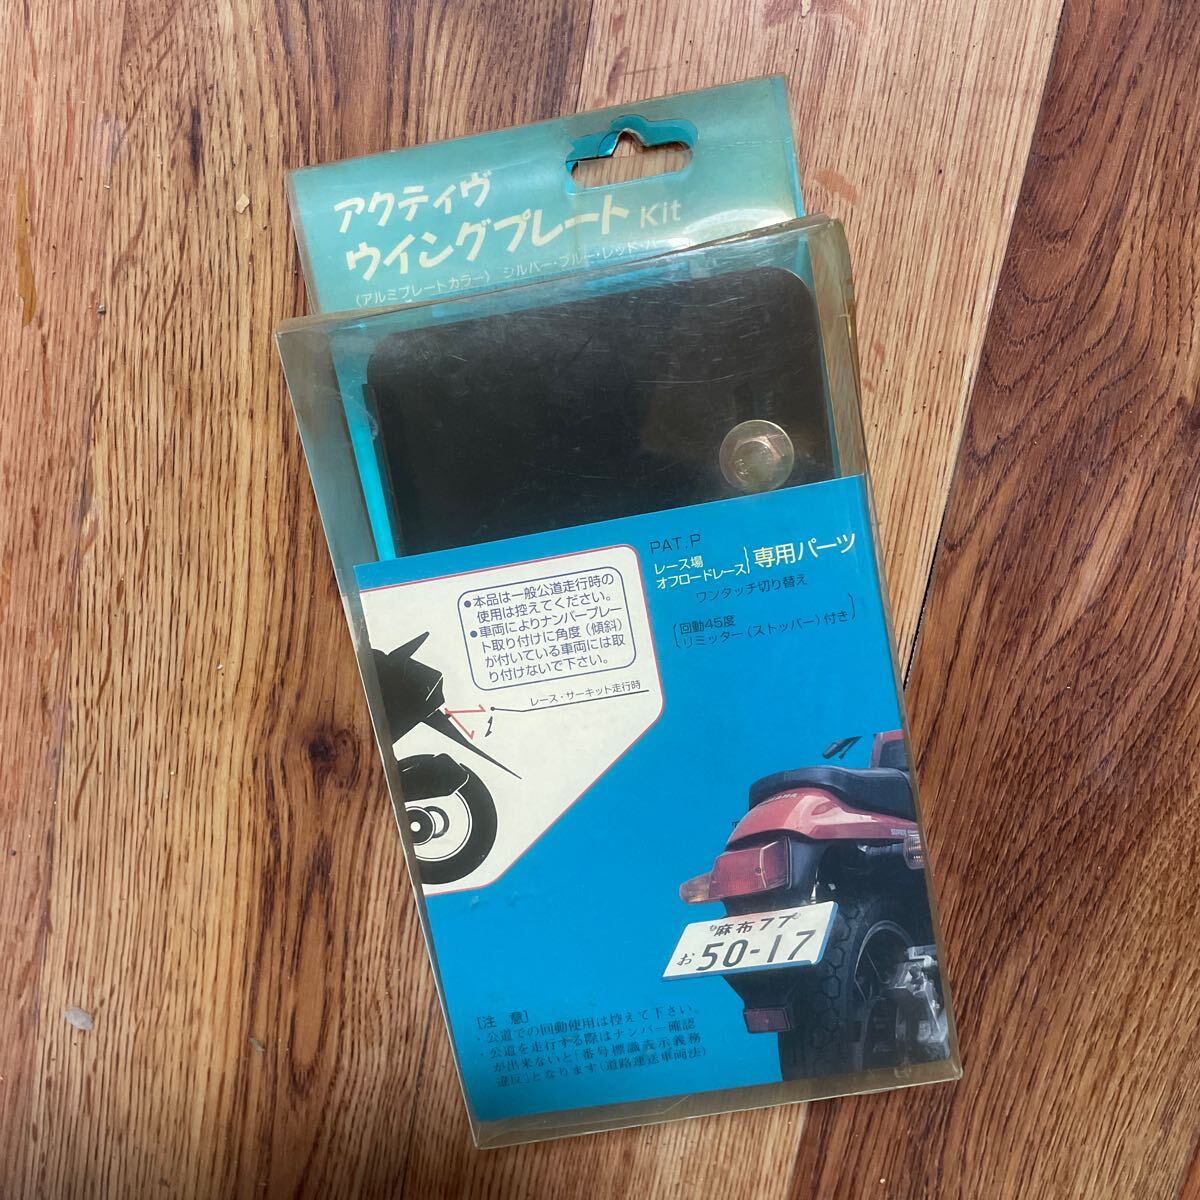 アクティヴ
ウイングプレート Kit
〈アルミプレートカラー〉 シルバー・ブルー・レッド・
PAT.P
レース場
オフロードレース
専用パーツ
ワンタッチ切り替え
回動45度
リミッター(ストッパー)付き
●本品は一般公道走行時の
使用は控えてください。
●車両によりナンバープレー
ト取り付けに角度(傾斜)
が付いている車両には取
り付けないで下さい。
レース・サーキット走行時
麻布 77
お 50-17
[注 意]
・公道での回動使用は控えて下さい。
・公道を走行する際はナンバー確認
が出来ないと「番号標識表示義務
違反」となります(道路運送車両法)